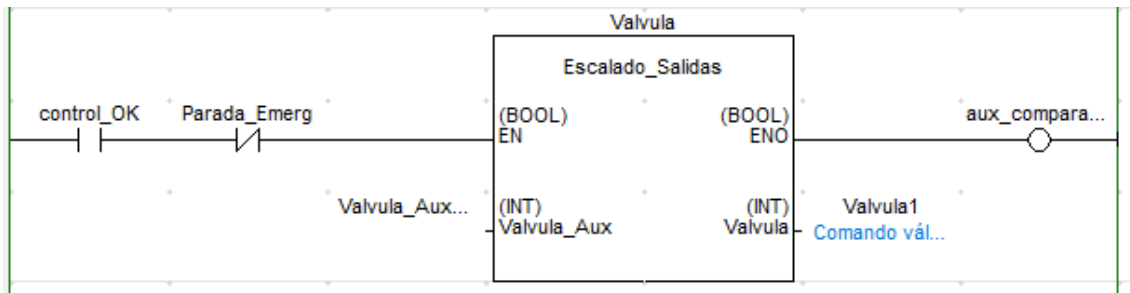 Valvula
Escalado_Salidas
control_OK Parada_Emerg (BOOL) (BOOL) aux_compara...
EN ENO
Valvula_Aux... (INT) (INT) Valvula1
Valvula_Aux Valvula Comando vál...